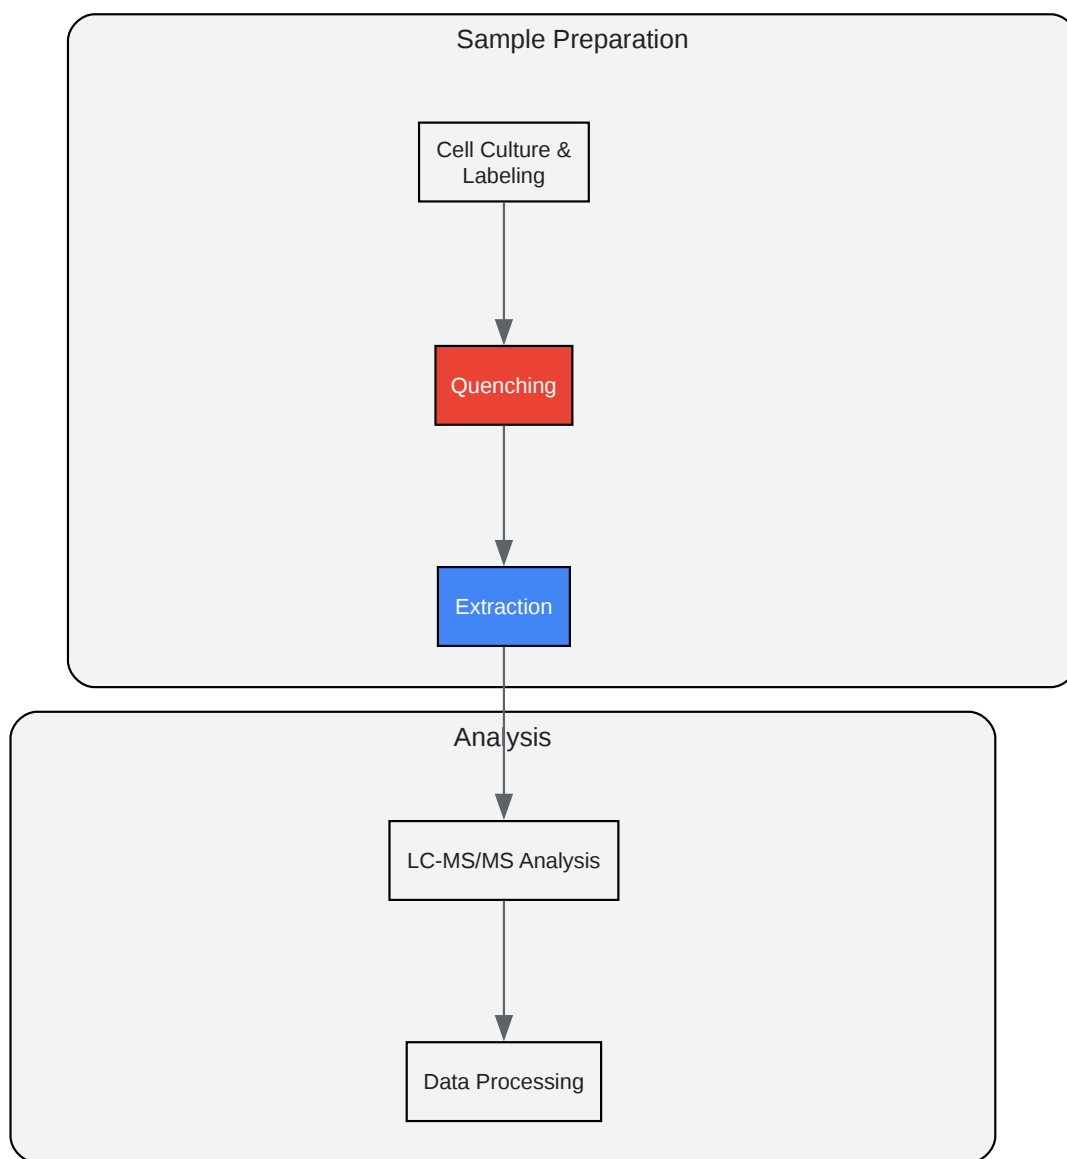 Sample Preparation
Cell Culture &
Labeling
Quenching
Extraction
Analysis
LC-MS/MS Analysis
Data Processing